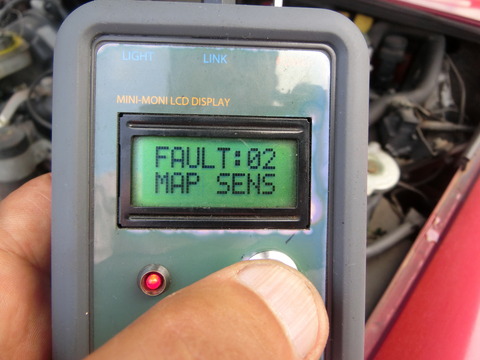 LIGHT LINK
MINI-MONI LCD DISPLAY
FAULT:02
MAP SENS